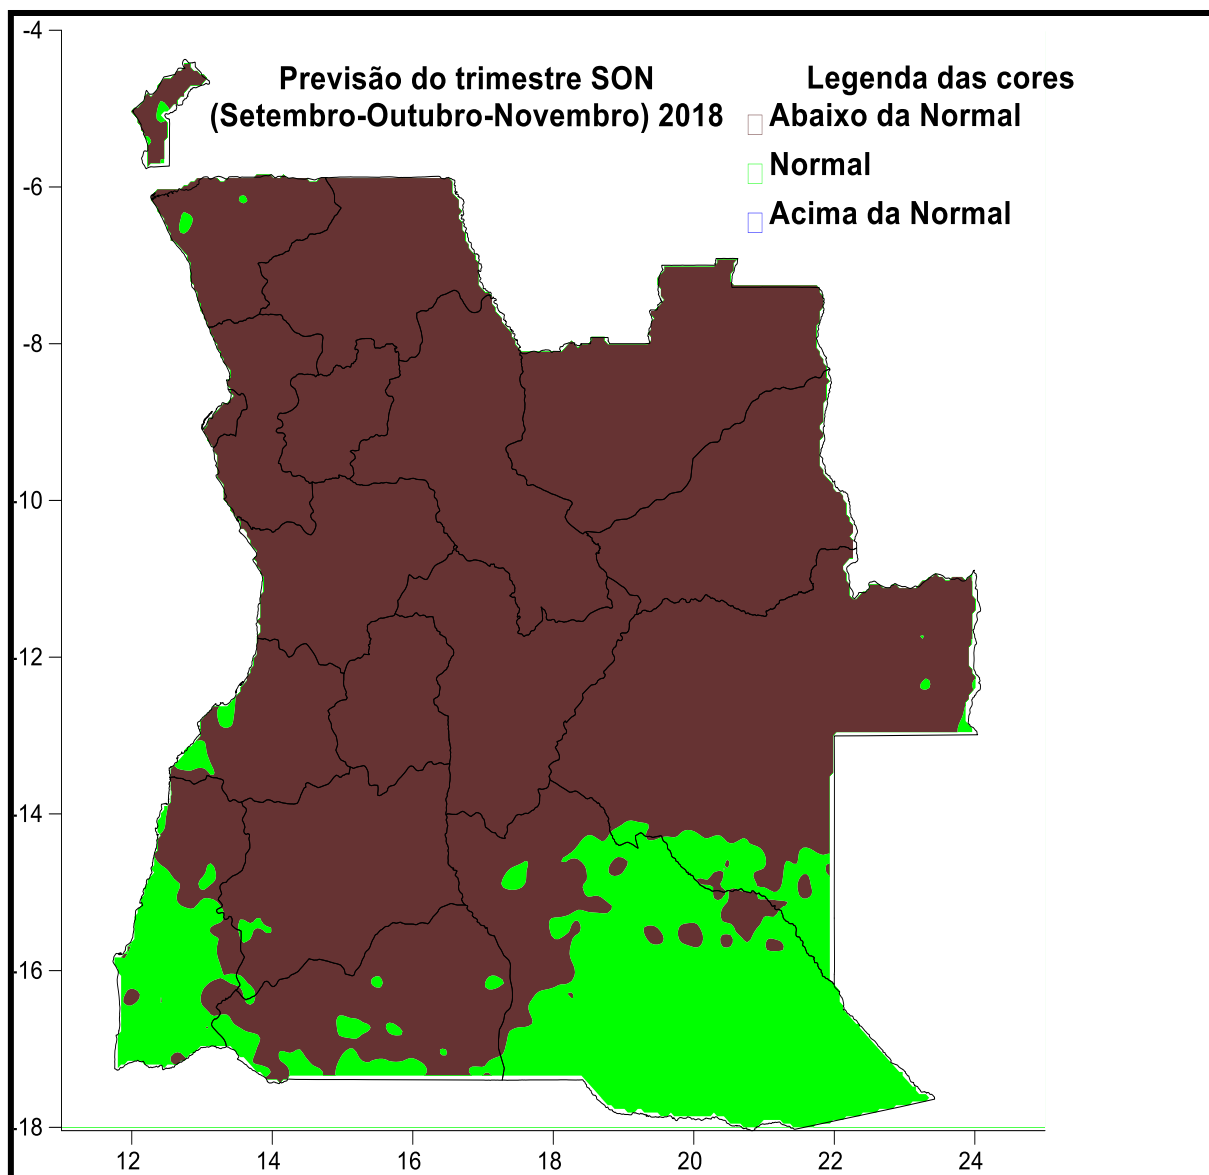 -4
Previsão do trimestre SON
(Setembro-Outubro-Novembro) 2018
Legenda das cores
Abaixo da Normal
Normal
Acima da Normal
-6
-8
-10
-12
-14
-16
-18
12 14 16 18 20 22 24